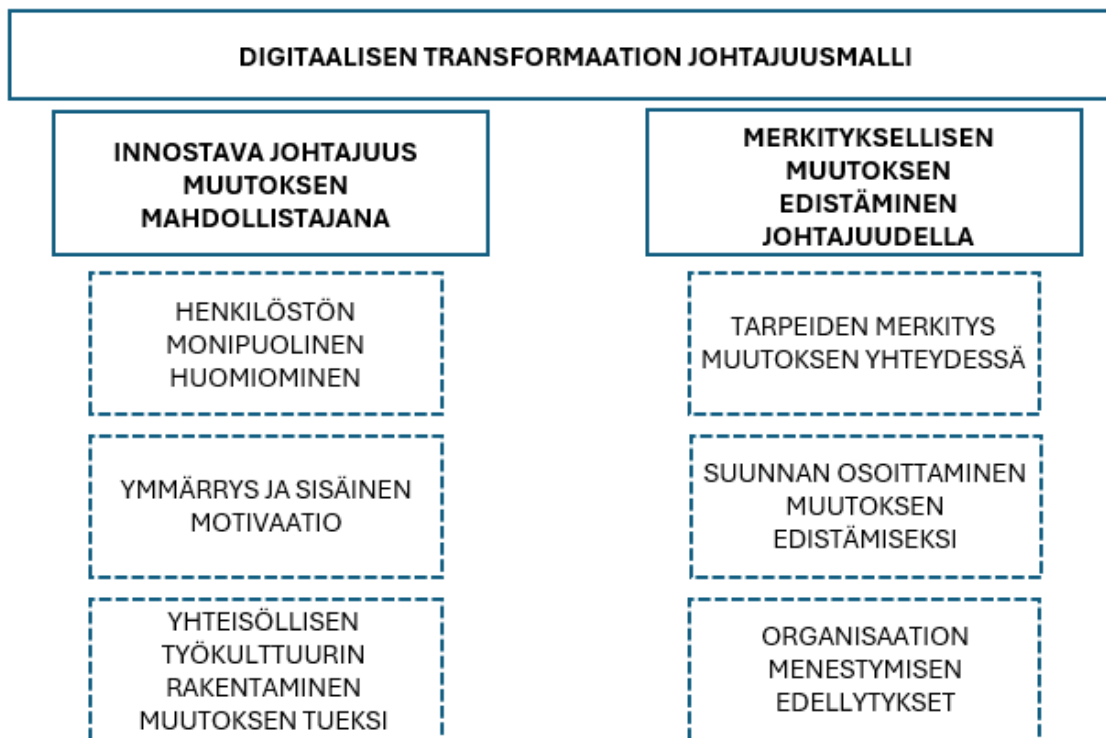 DIGITAALISEN TRANSFORMAATION JOHTAJUUSMALLI
INNOSTAVA JOHTAJUUS
MUUTOKSEN
MAHDOLLISTAJANA
HENKILÖSTÖN
MONIPUOLINEN
HUOMIOMINEN
YMMÄRRYS JA SISÄINEN
MOTIVAATIO
YHTEISÖLLISEN
TYÖKULTTUURIN
RAKENTAMINEN
MUUTOKSEN TUEKSI
MERKITYKSELLISEN
MUUTOKSEN
EDISTÄMINEN
JOHTAJUUDELLA
TARPEIDEN MERKITYS
MUUTOKSEN YHTEYDESSÄ
SUUNNAN OSOITTAMINEN
MUUTOKSEN
EDISTÄMISEKSI
ORGANISAATION
MENESTYMISEN
EDELLYTYKSET